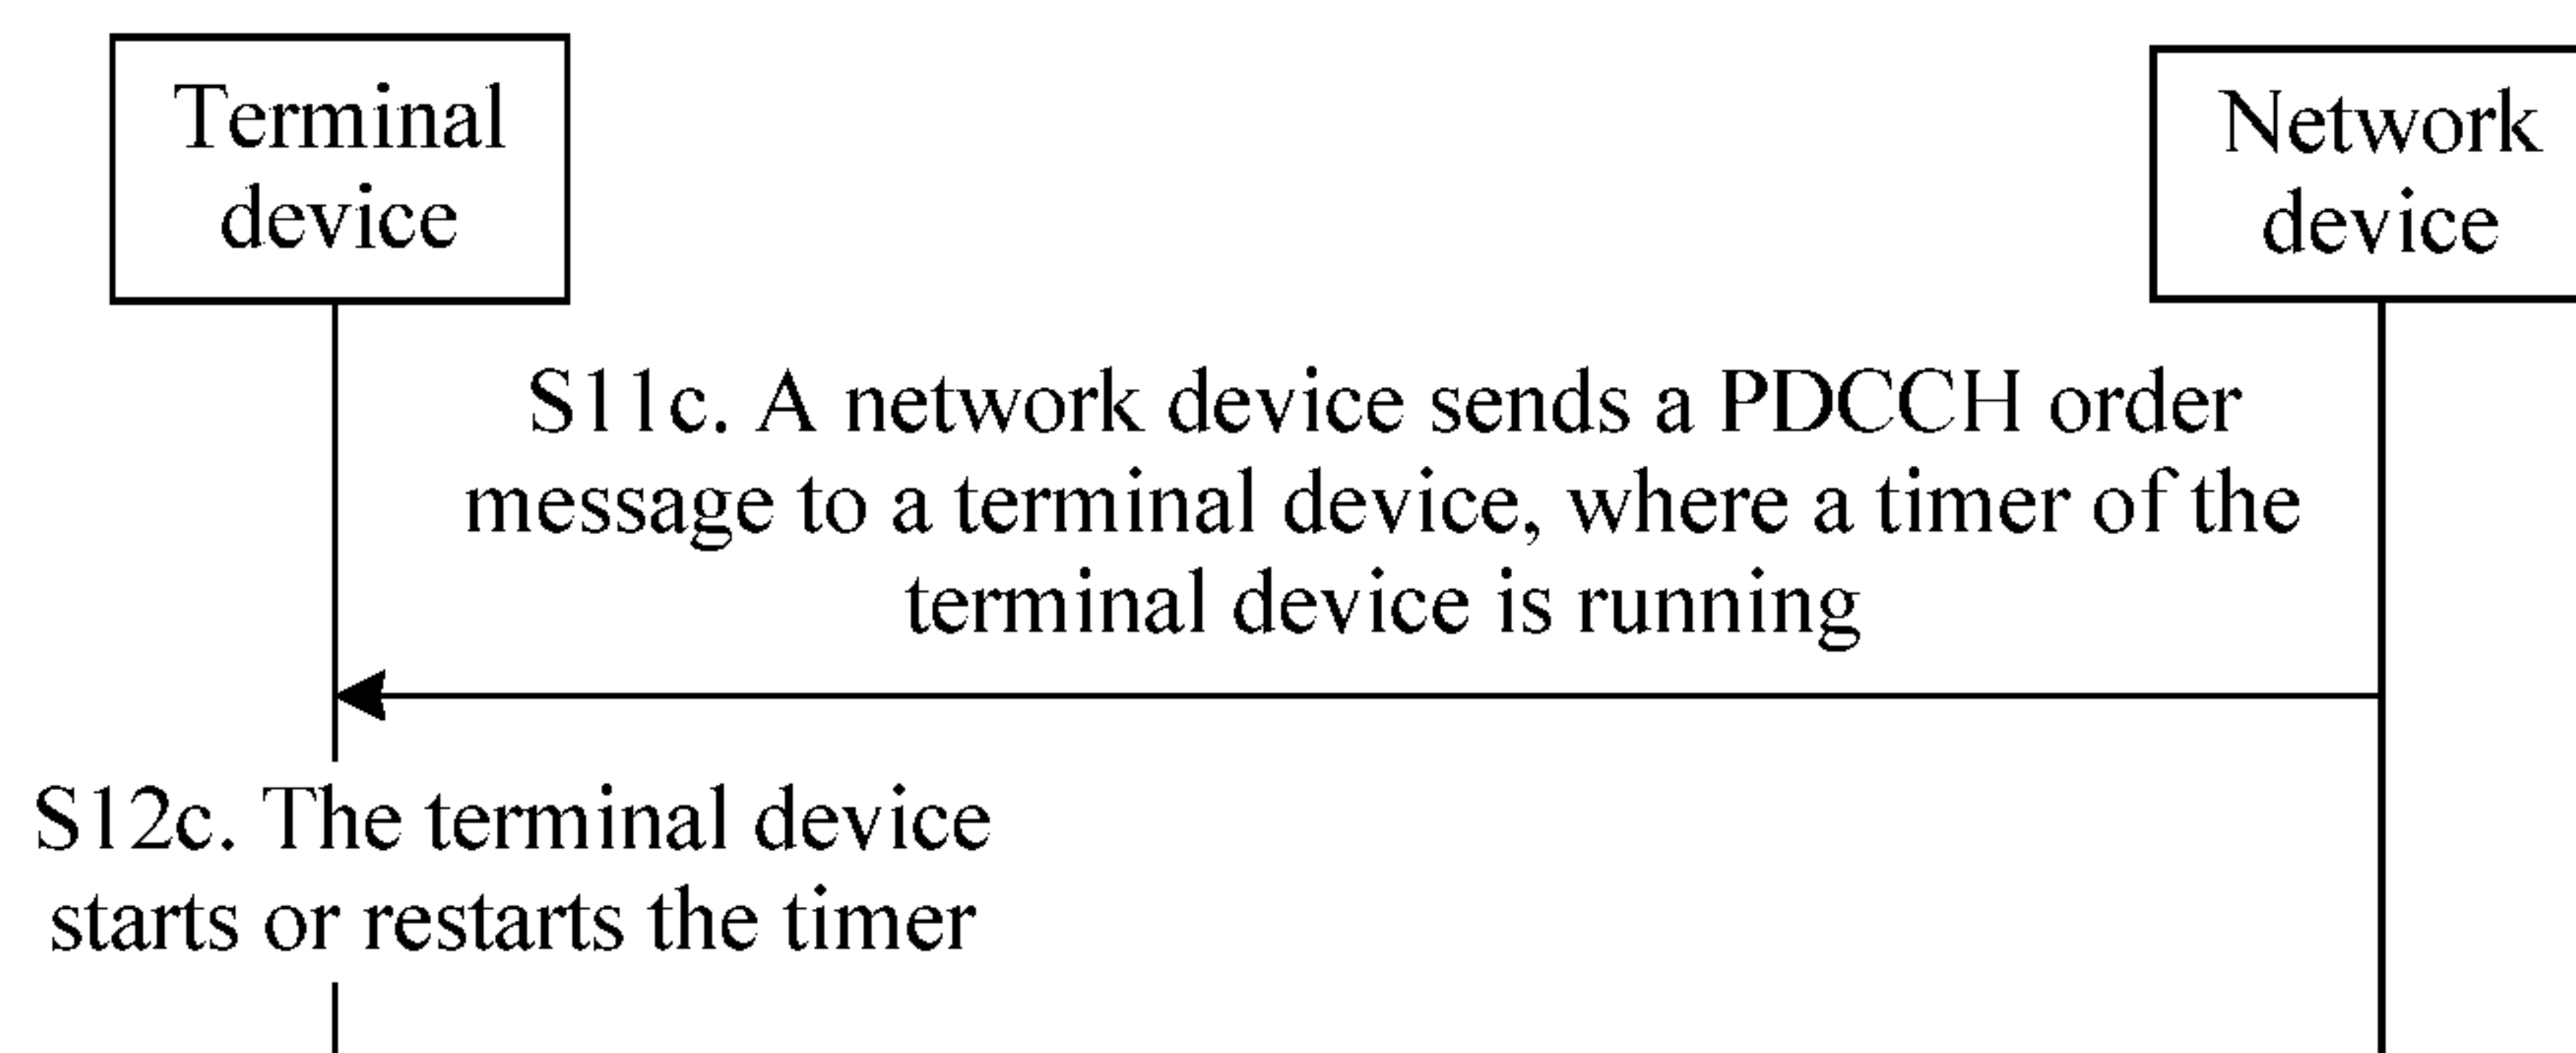 Terminal
device
Network
device
S11c. A network device sends a PDCCH order
message to a terminal device, where a timer of the
terminal device is running
S12c. The terminal device
starts or restarts the timer